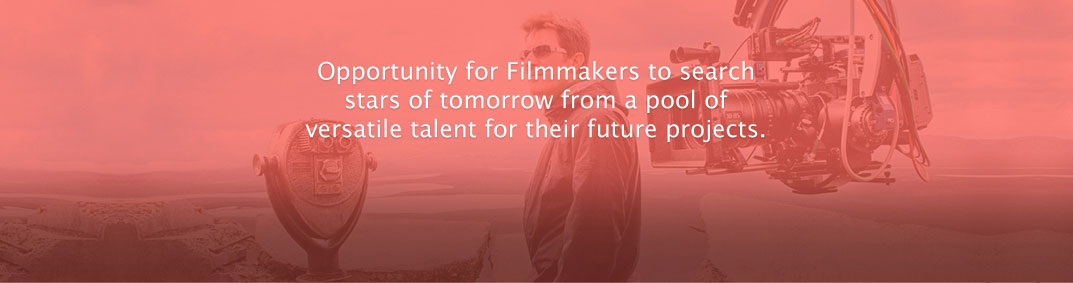 Opportunity for Filmmakers to search
stars of tomorrow from a pool of
versatile talent for their future projects.